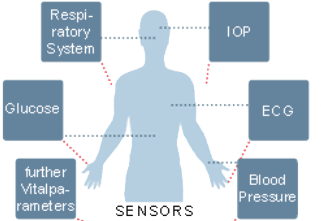 Respi-
ratory
System
IOP
Glucose
ECG
further
Vitalpa-
rameters
Blood
Pressure
SENSORS